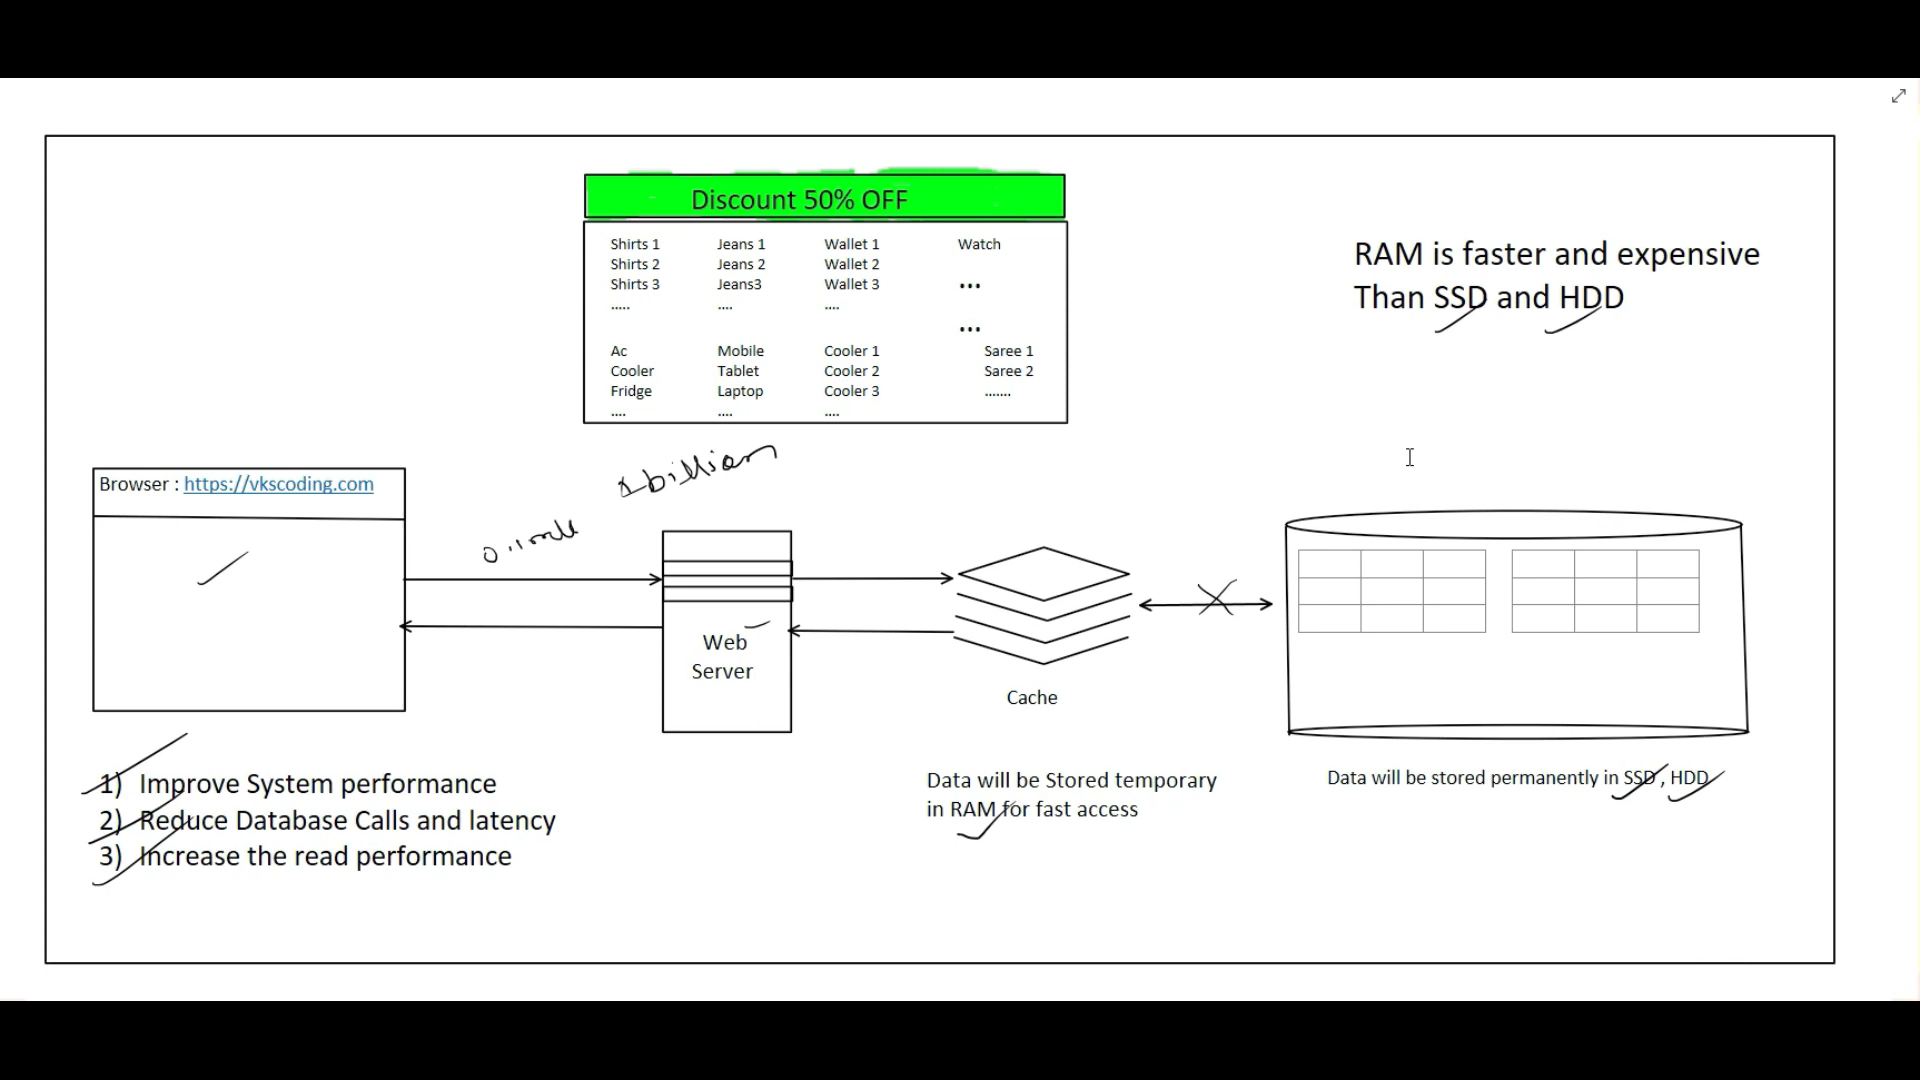 Discount 50% OFF
Shirts 1 Jeans 1 Wallet 1 Watch
Shirts 2 Jeans 2 Wallet 2
Shirts 3 Jeans3 Wallet 3 ...
..... .... ....
...
Ac Mobile Cooler 1 Saree 1
Cooler Tablet Cooler 2 Saree 2
Fridge Laptop Cooler 3 .......
.... .... ....
RAM is faster and expensive
Than SSD and HDD
billion
Browser : https://vkscoding.com
Web
Server
Cache
1) Improve System performance
2) Reduce Database Calls and latency
3) Increase the read performance
Data will be Stored temporary
in RAM for fast access
Data will be stored permanently in SSD , HDD